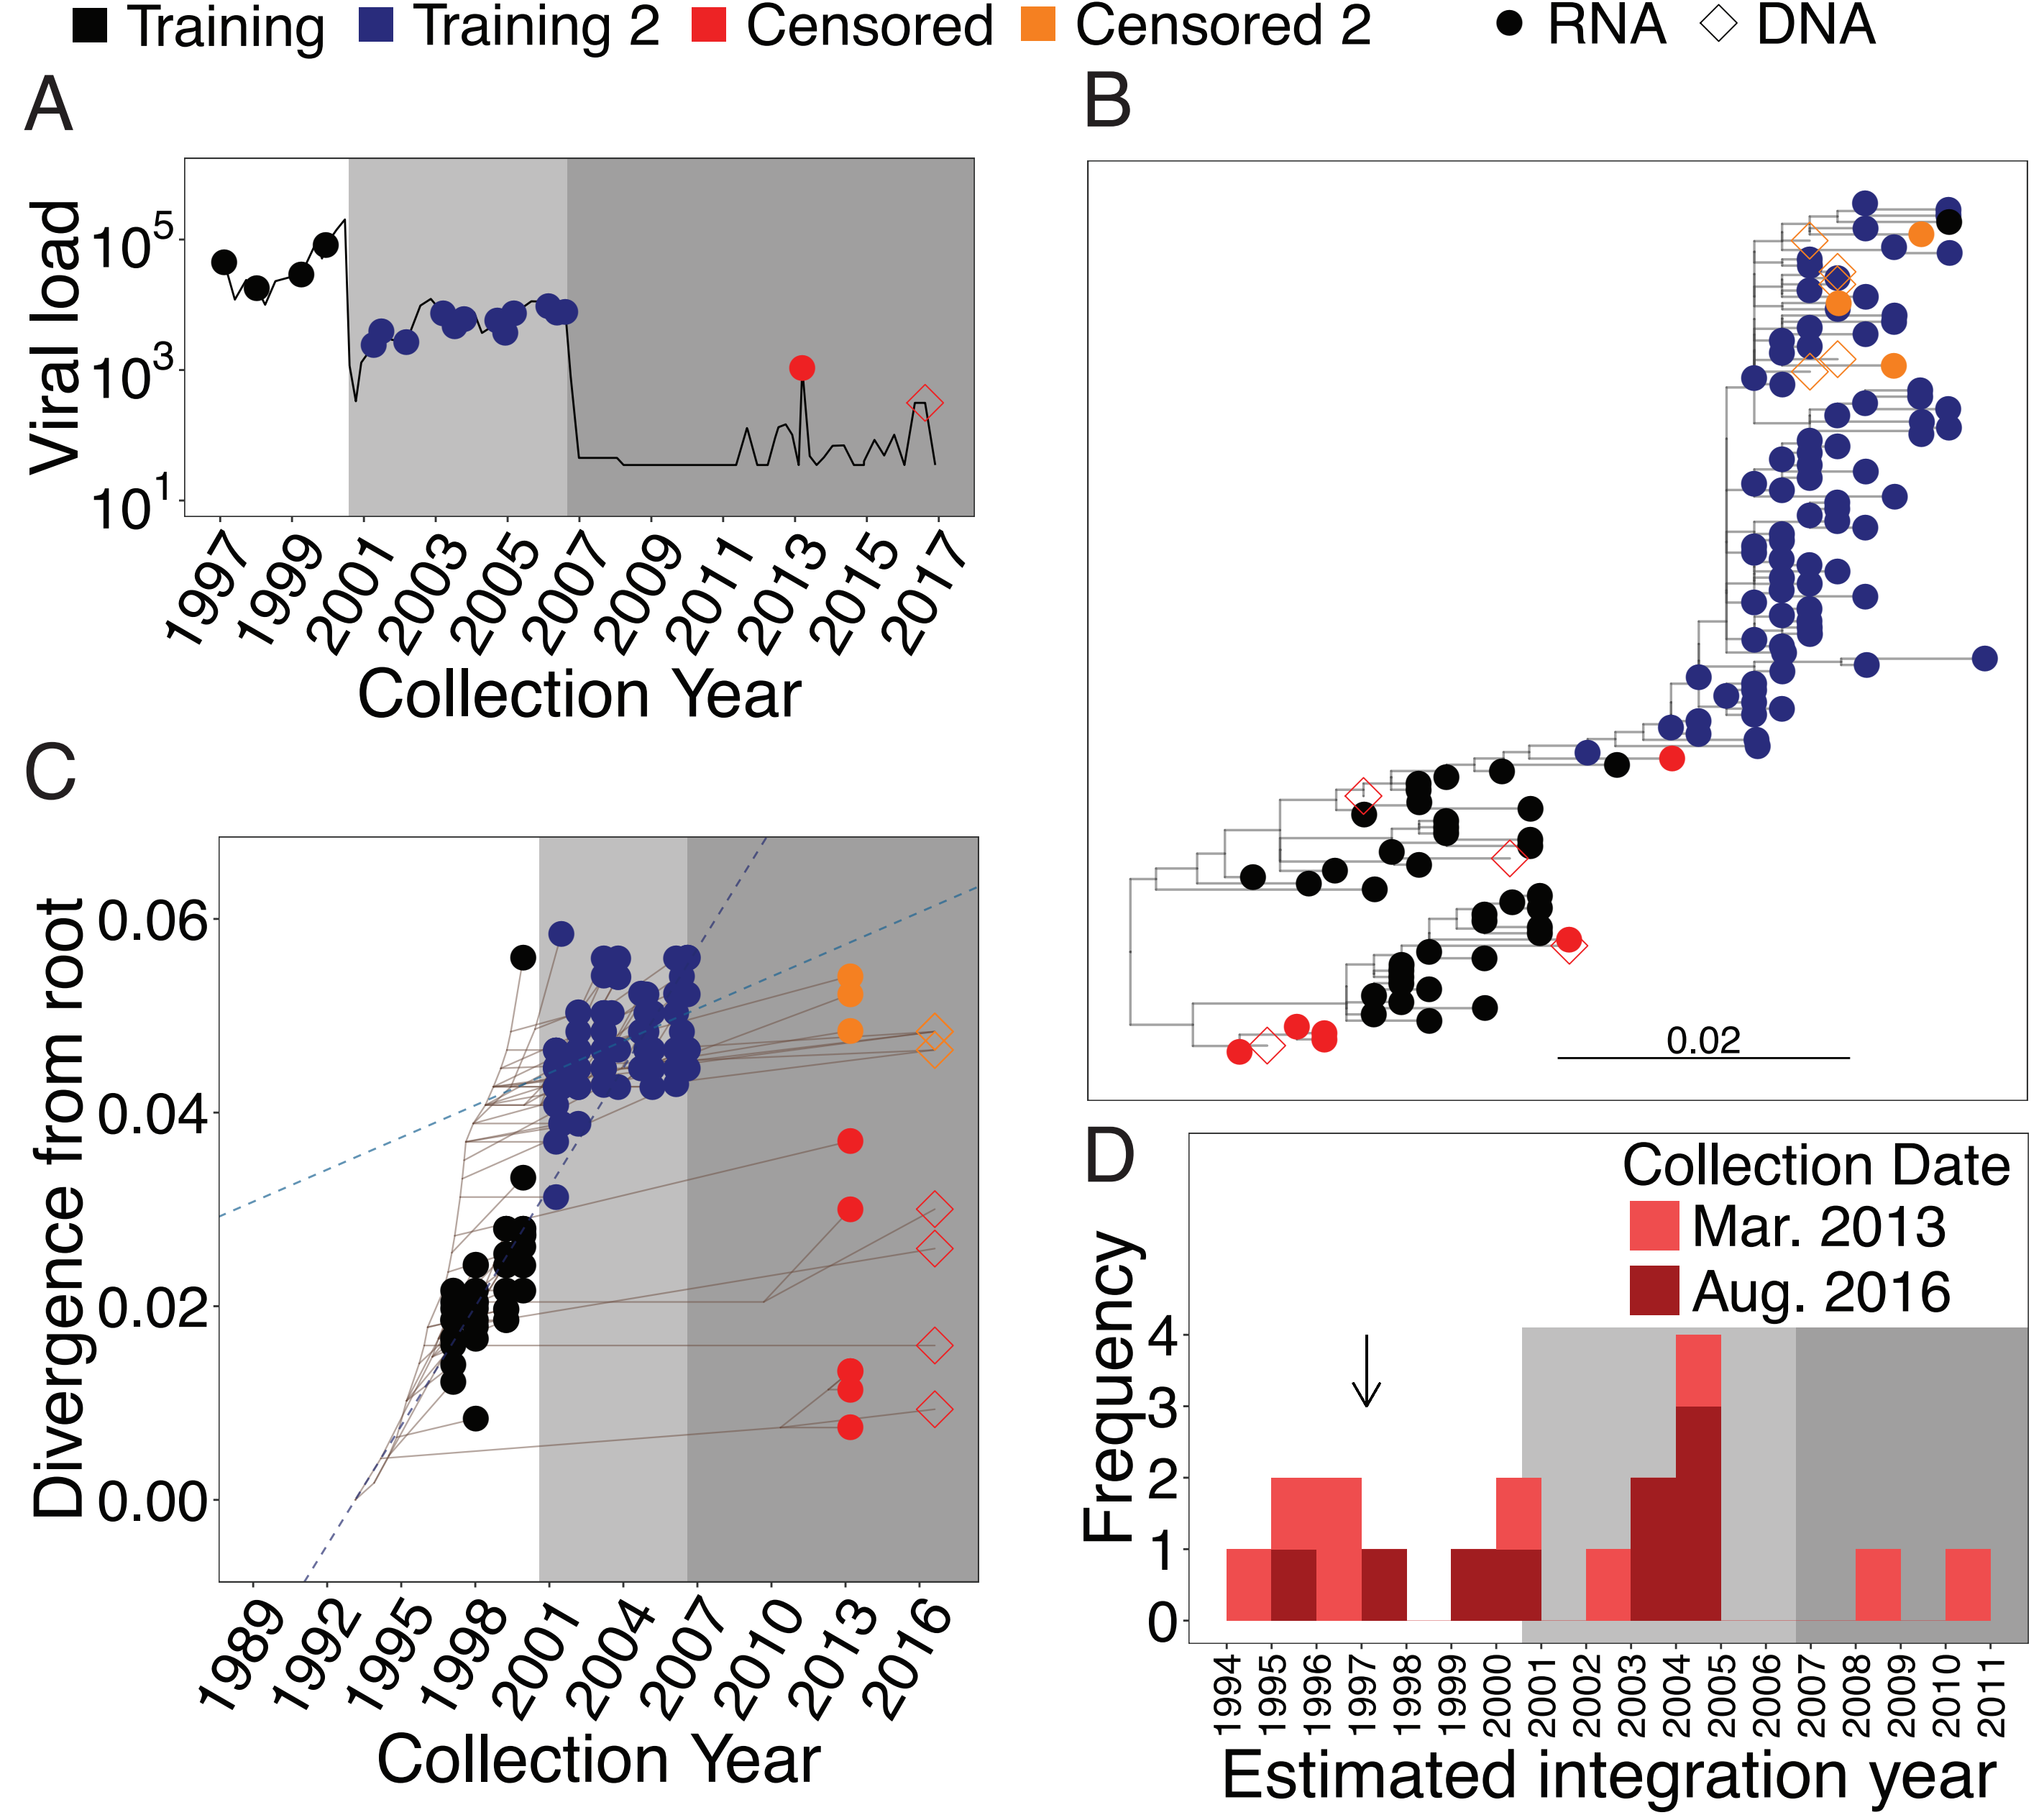 Training Training 2 Censored Censored 2 RNA DNA
A
Viral load
10^5
10^3
10^1
1997 1999 2001 2003 2005 2007 2009 2011 2013 2015 2017
Collection Year
B
0.02
C
Divergence from root
0.06
0.04
0.02
0.00
1989 1992 1995 1998 2001 2004 2007 2010 2013 2016
Collection Year
D
Collection Date
Mar. 2013
Aug. 2016
Frequency
4
3
2
1
0
1994 1995 1996 1997 1998 1999 2000 2001 2002 2003 2004 2005 2006 2007 2008 2009 2010 2011
Estimated integration year